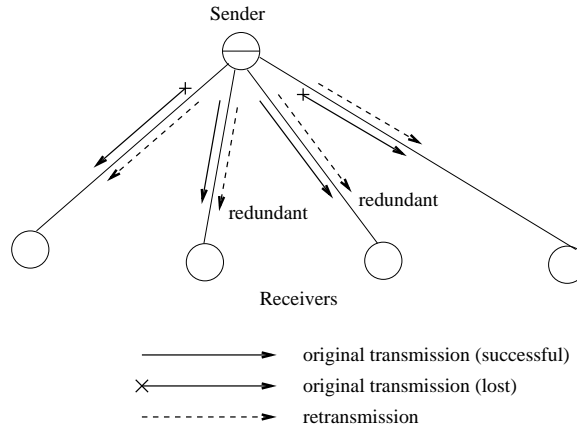 Sender
redundant
redundant
Receivers
original transmission (successful)
original transmission (lost)
retransmission